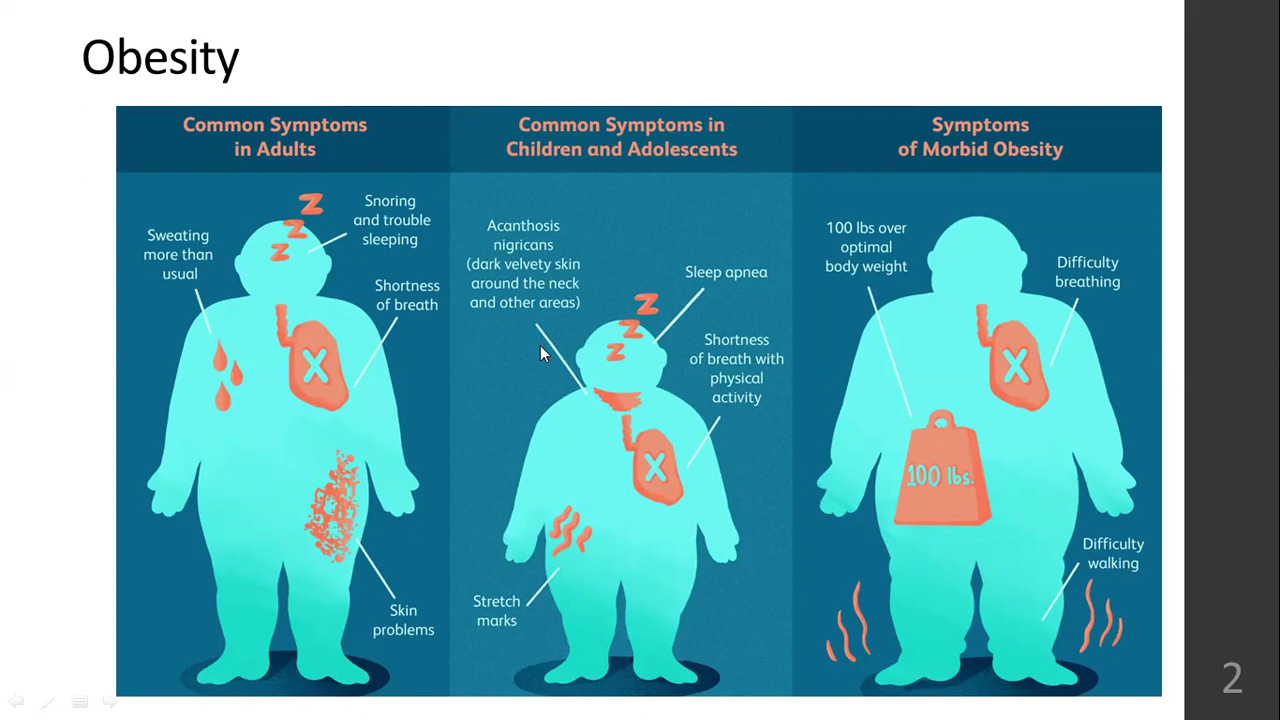 Obesity
Common Symptoms
in Adults
Snoring
and trouble
sleeping
Sweating
more than
usual
Shortness
of breath
Skin
problems
Z
Z
Z
X
Common Symptoms in
Children and Adolescents
Acanthosis
nigricans
(dark velvety skin
around the neck
and other areas)
Sleep apnea
Shortness
of breath with
physical
activity
Stretch
marks
Z
Z
Z
X
Symptoms
of Morbid Obesity
100 lbs over
optimal
body weight
Difficulty
breathing
Difficulty
walking
X
100 lbs.
2